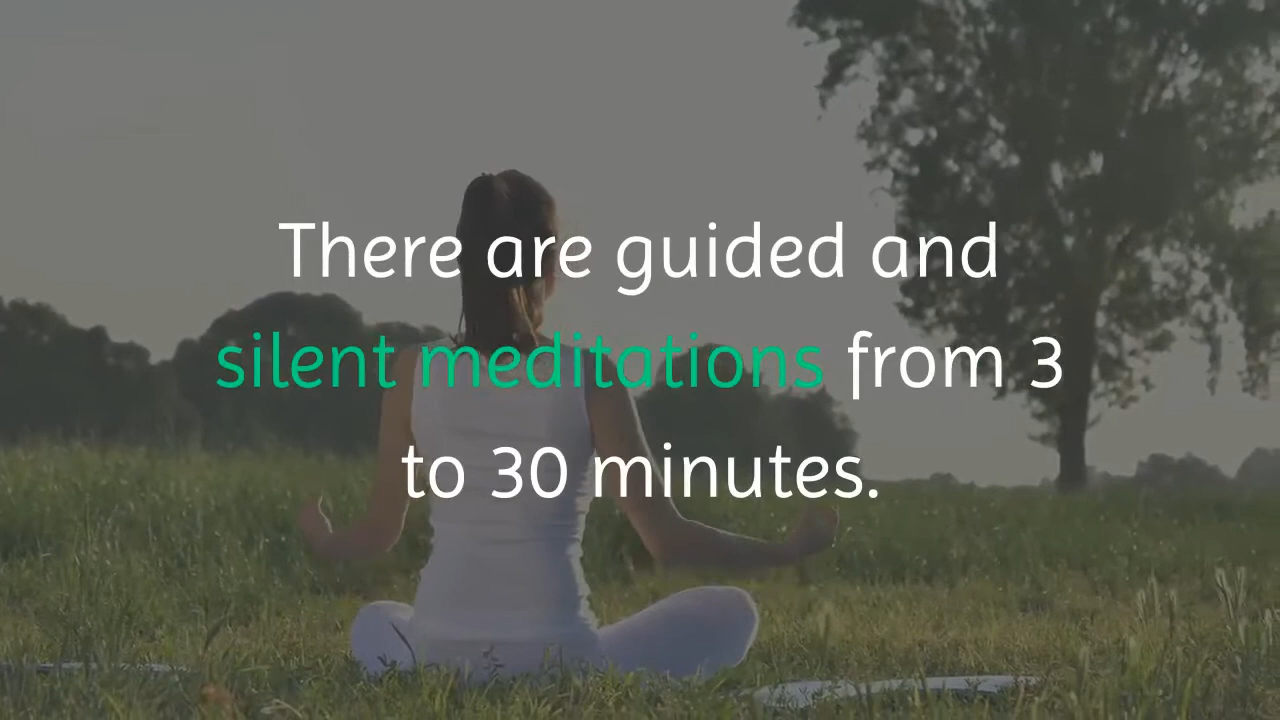 There are guided and
silent meditations from 3
to 30 minutes.